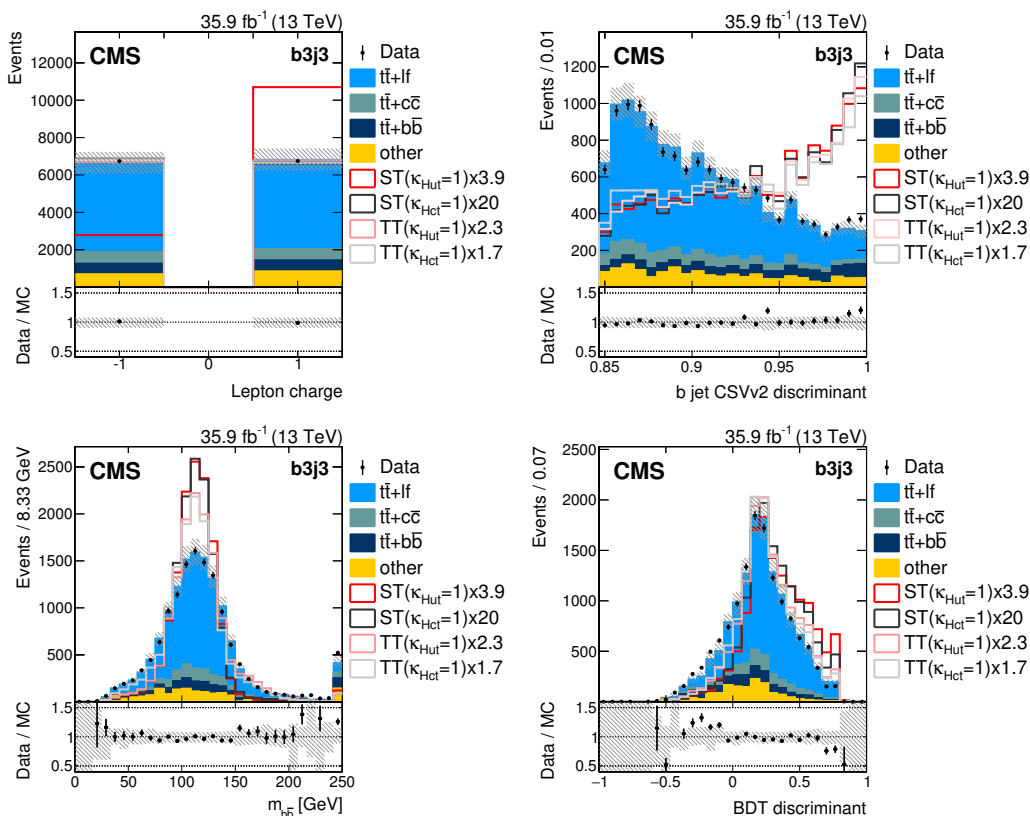 35.9 fb⁻¹ (13 TeV)
CMS
b3j3
Events
12000
10000
8000
6000
4000
2000
Data
tt̄+lf
tt̄+cc̄
tt̄+bb̄
other
ST(κHut=1)x3.9
ST(κHct=1)x20
TT(κHut=1)x2.3
TT(κHct=1)x1.7
Data / MC
1.5
1
0.5
-1 0 1
Lepton charge
35.9 fb⁻¹ (13 TeV)
CMS
b3j3
Events / 0.01
1200
1000
800
600
400
200
0
Data
tt̄+lf
tt̄+cc̄
tt̄+bb̄
other
ST(κHut=1)x3.9
ST(κHct=1)x20
TT(κHut=1)x2.3
TT(κHct=1)x1.7
Data / MC
1.5
1
0.5
0.85 0.9 0.95 1
b jet CSVv2 discriminant
35.9 fb⁻¹ (13 TeV)
CMS
b3j3
Events / 8.33 GeV
2500
2000
1500
1000
500
Data
tt̄+lf
tt̄+cc̄
tt̄+bb̄
other
ST(κHut=1)x3.9
ST(κHct=1)x20
TT(κHut=1)x2.3
TT(κHct=1)x1.7
Data / MC
1.5
1
0.5
0 50 100 150 200 250
mbb̄ [GeV]
35.9 fb⁻¹ (13 TeV)
CMS
b3j3
Events / 0.07
2000
1500
1000
500
0
Data
tt̄+lf
tt̄+cc̄
tt̄+bb̄
other
ST(κHut=1)x3.9
ST(κHct=1)x20
TT(κHut=1)x2.3
TT(κHct=1)x1.7
Data / MC
1.5
1
0.5
−1 −0.5 0 0.5 1
BDT discriminant